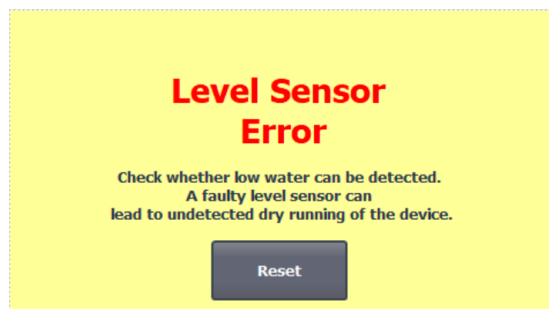 Level Sensor
Error
Check whether low water can be detected.
A faulty level sensor can
lead to undetected dry running of the device.
Reset